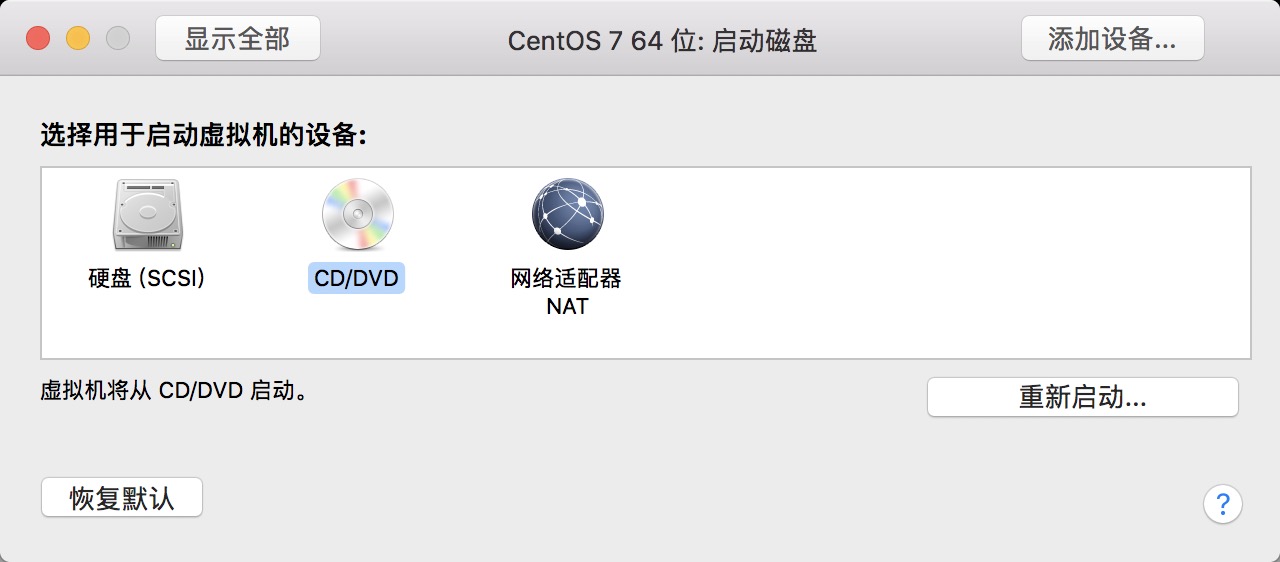 显示全部
CentOS 7 64 位: 启动磁盘
添加设备...
选择用于启动虚拟机的设备:
硬盘 (SCSI)
CD/DVD
网络适配器
NAT
虚拟机将从 CD/DVD 启动。
重新启动...
恢复默认
?